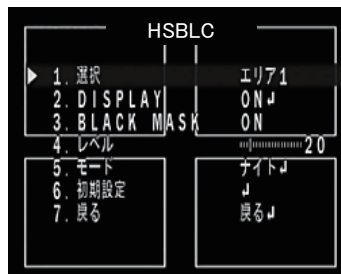 HSBLC
1. 選択 エリア1
2. DISPLAY ON↲
3. BLACK MASK ON
4. レベル 20
5. モード ナイト↲
6. 初期設定 ↲
7. 戻る 戻る↲